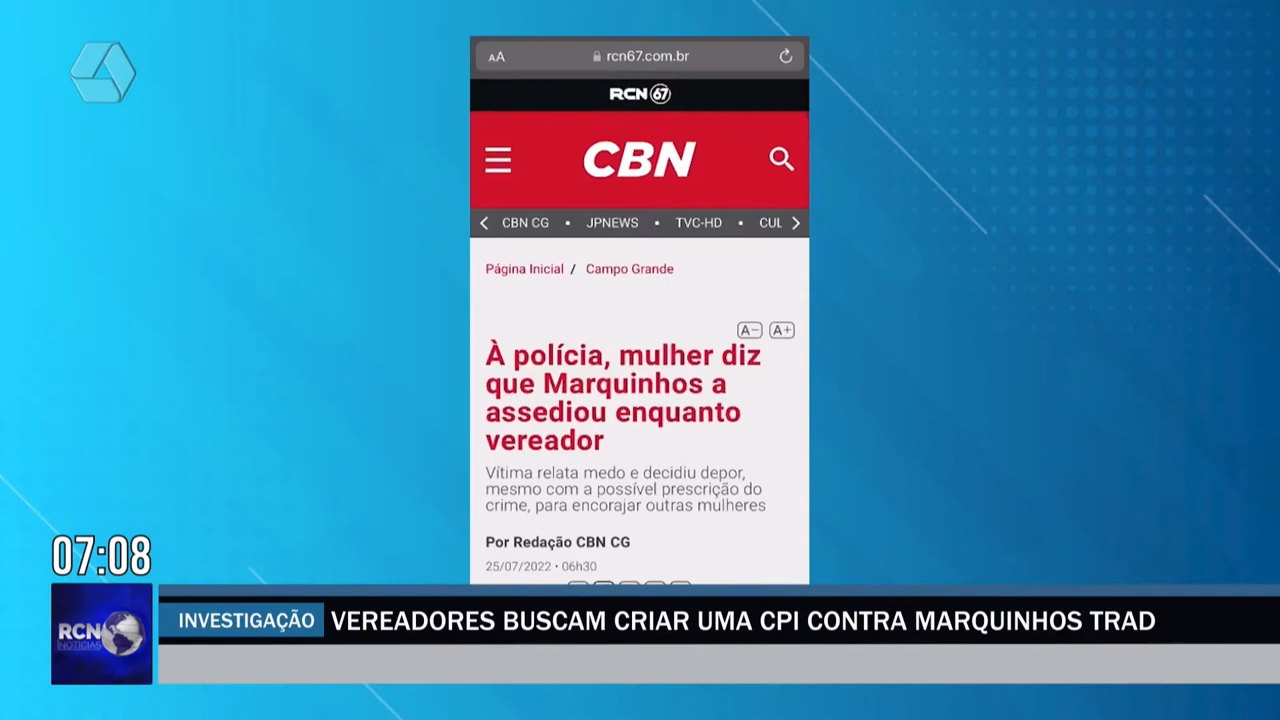 AA rcn67.com.br
RCN 67
CBN
CBN CG • JPNEWS • TVC-HD • CUL
Página Inicial / Campo Grande
A- A+
À polícia, mulher diz
que Marquinhos a
assediou enquanto
vereador
Vítima relata medo e decidiu depor,
mesmo com a possível prescrição do
crime, para encorajar outras mulheres
Por Redação CBN CG
25/07/2022 • 06h30
07:08
RCN
NOTÍCIAS
INVESTIGAÇÃO VEREADORES BUSCAM CRIAR UMA CPI CONTRA MARQUINHOS TRAD